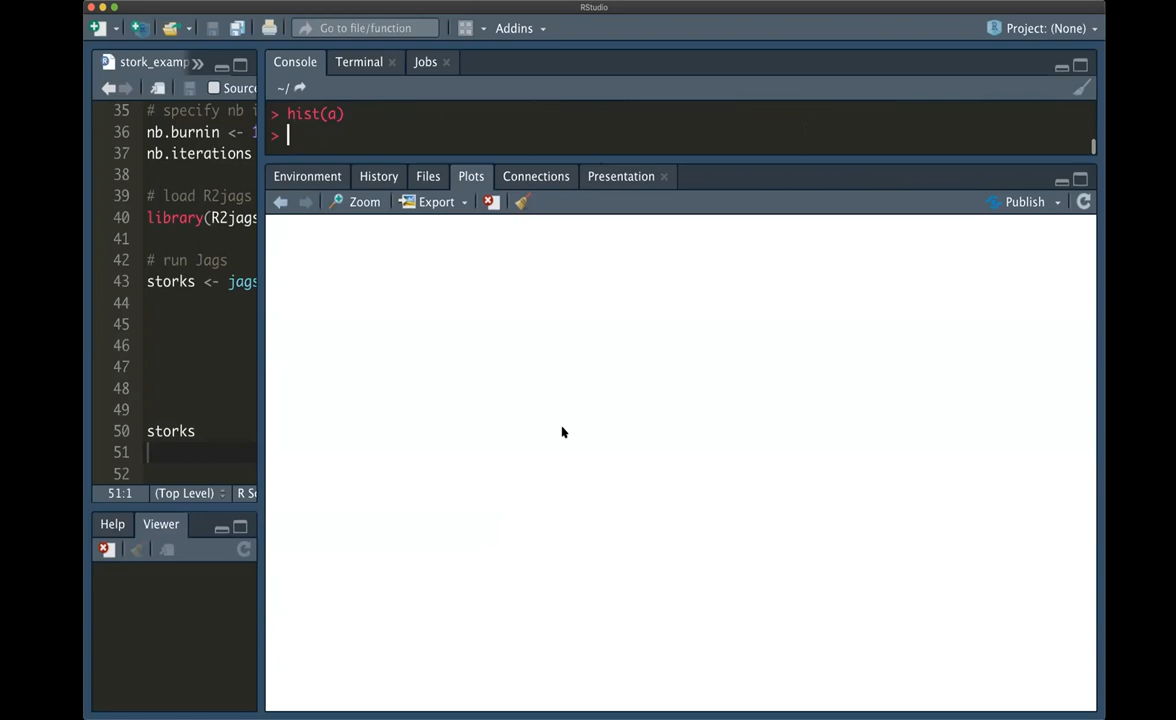 RStudio
Go to file/function
Addins
Project: (None)
stork_examp
Source
35 # specify nb i
36 nb.burnin <- 1
37 nb.iterations
38
39 # load R2jags
40 library(R2jags
41
42 # run Jags
43 storks <- jags
44
45
46
47
48
49
50 storks
51
52
51:1 (Top Level) R Sc
Help Viewer
Console Terminal Jobs
~/
> hist(a)
>
Environment History Files Plots Connections Presentation
Zoom Export Publish